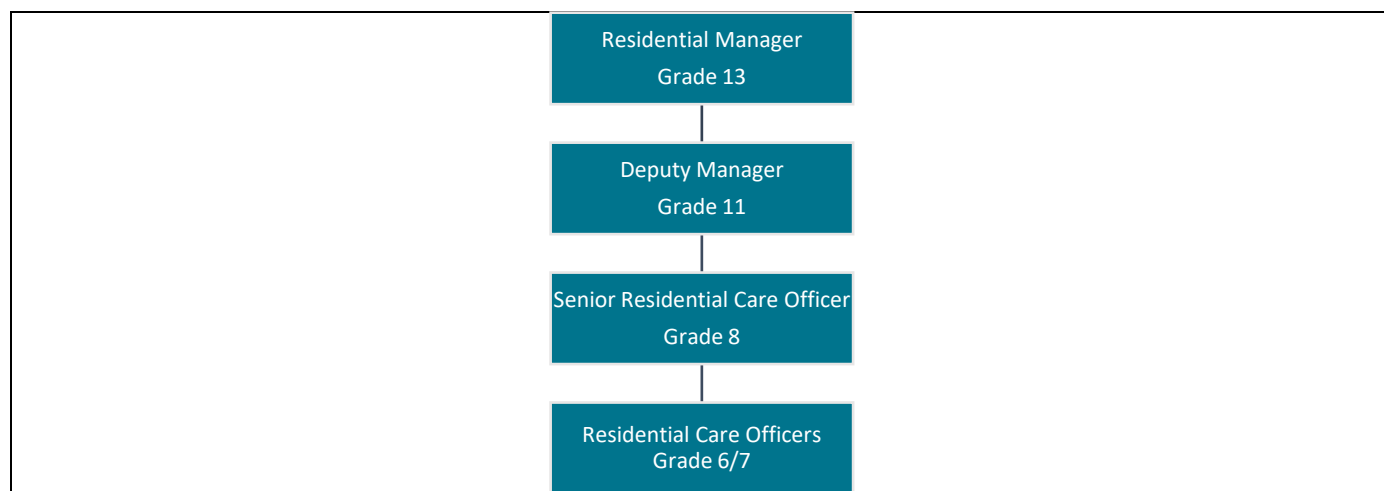 Residential Manager
Grade 13
Deputy Manager
Grade 11
Senior Residential Care Officer
Grade 8
Residential Care Officers
Grade 6/7